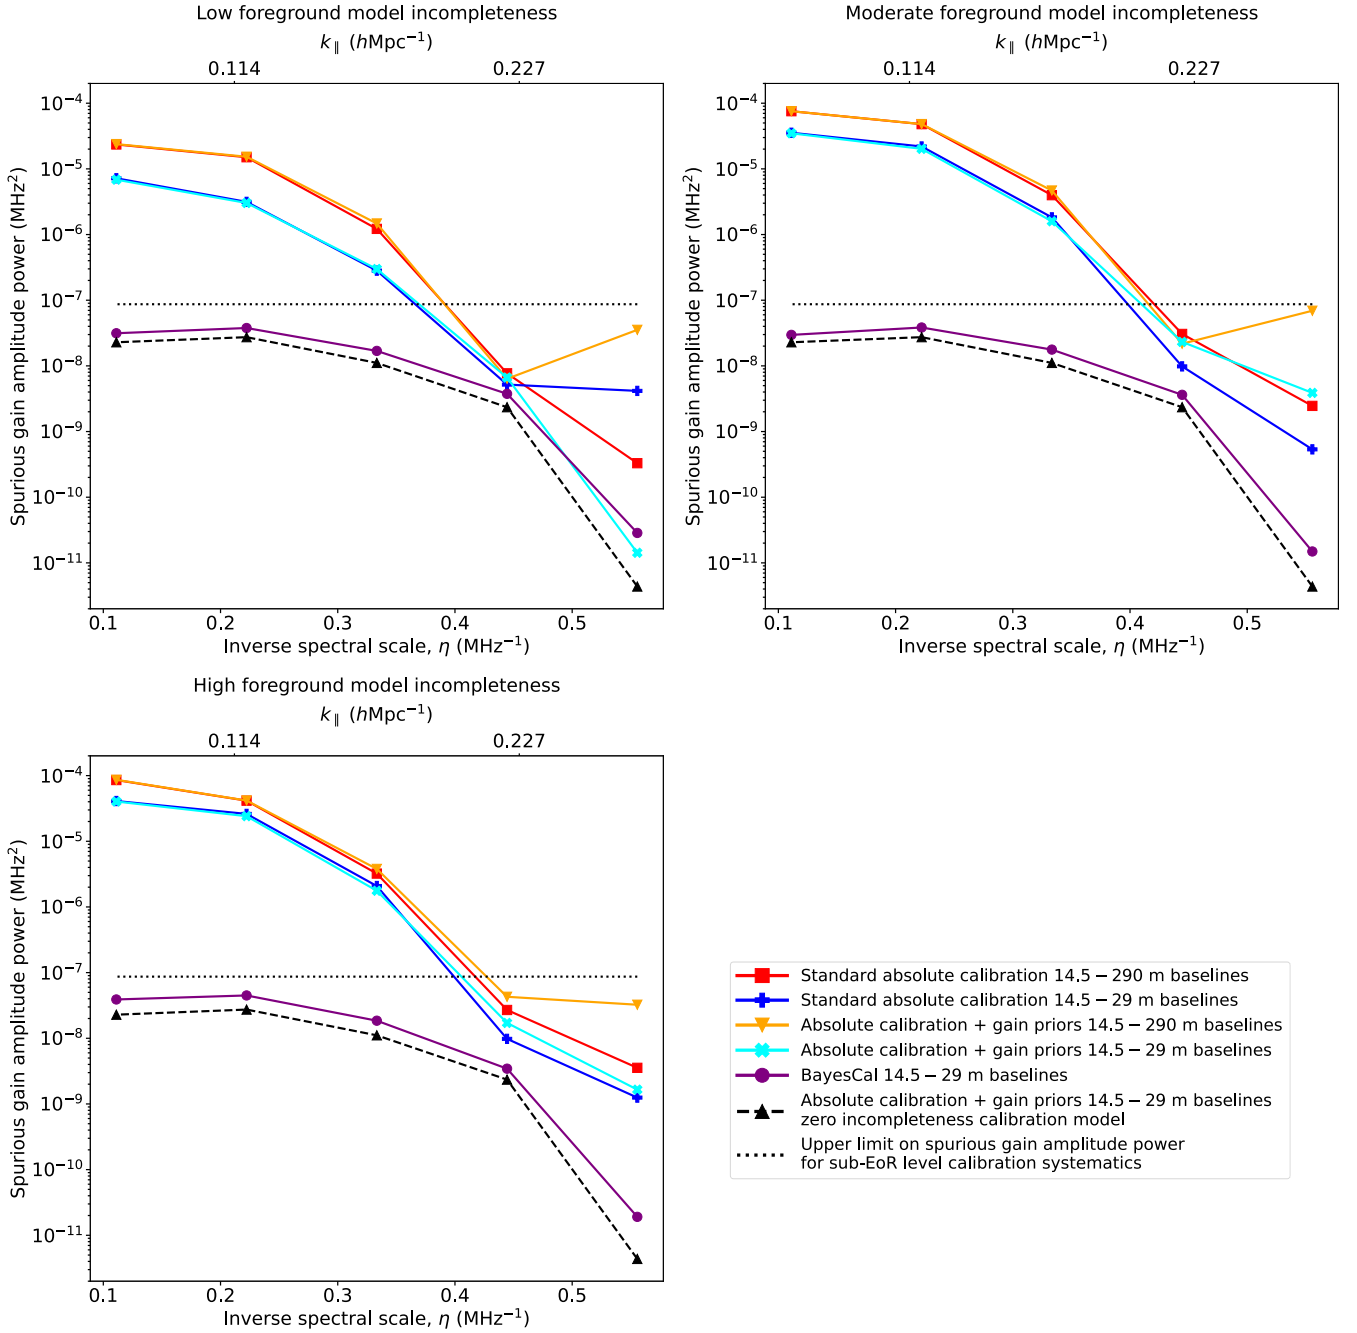 Low foreground model incompleteness
k∥ (hMpc⁻¹)
0.114 0.227
10⁻⁴
10⁻⁵
10⁻⁶
10⁻⁷
10⁻⁸
10⁻⁹
10⁻¹⁰
10⁻¹¹
Spurious gain amplitude power (MHz²)
0.1 0.2 0.3 0.4 0.5
Inverse spectral scale, η (MHz⁻¹)
Moderate foreground model incompleteness
k∥ (hMpc⁻¹)
0.114 0.227
10⁻⁴
10⁻⁵
10⁻⁶
10⁻⁷
10⁻⁸
10⁻⁹
10⁻¹⁰
10⁻¹¹
Spurious gain amplitude power (MHz²)
0.1 0.2 0.3 0.4 0.5
Inverse spectral scale, η (MHz⁻¹)
High foreground model incompleteness
k∥ (hMpc⁻¹)
0.114 0.227
10⁻⁴
10⁻⁵
10⁻⁶
10⁻⁷
10⁻⁸
10⁻⁹
10⁻¹⁰
10⁻¹¹
Spurious gain amplitude power (MHz²)
0.1 0.2 0.3 0.4 0.5
Inverse spectral scale, η (MHz⁻¹)
Standard absolute calibration 14.5 − 290 m baselines
Standard absolute calibration 14.5 − 29 m baselines
Absolute calibration + gain priors 14.5 − 290 m baselines
Absolute calibration + gain priors 14.5 − 29 m baselines
BayesCal 14.5 − 29 m baselines
Absolute calibration + gain priors 14.5 − 29 m baselines
zero incompleteness calibration model
Upper limit on spurious gain amplitude power
for sub-EoR level calibration systematics